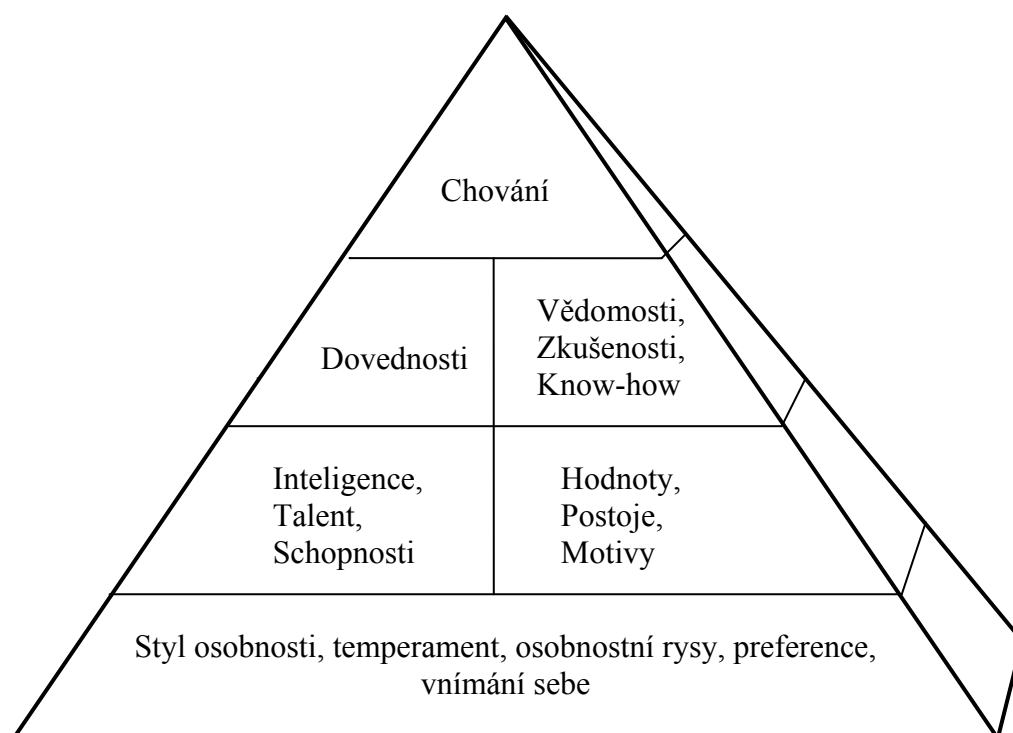 Chování
Dovednosti
Vědomosti,
Zkušenosti,
Know-how
Inteligence,
Talent,
Schopnosti
Hodnoty,
Postoje,
Motivy
Styl osobnosti, temperament, osobnostní rysy, preference,
vnímání sebe